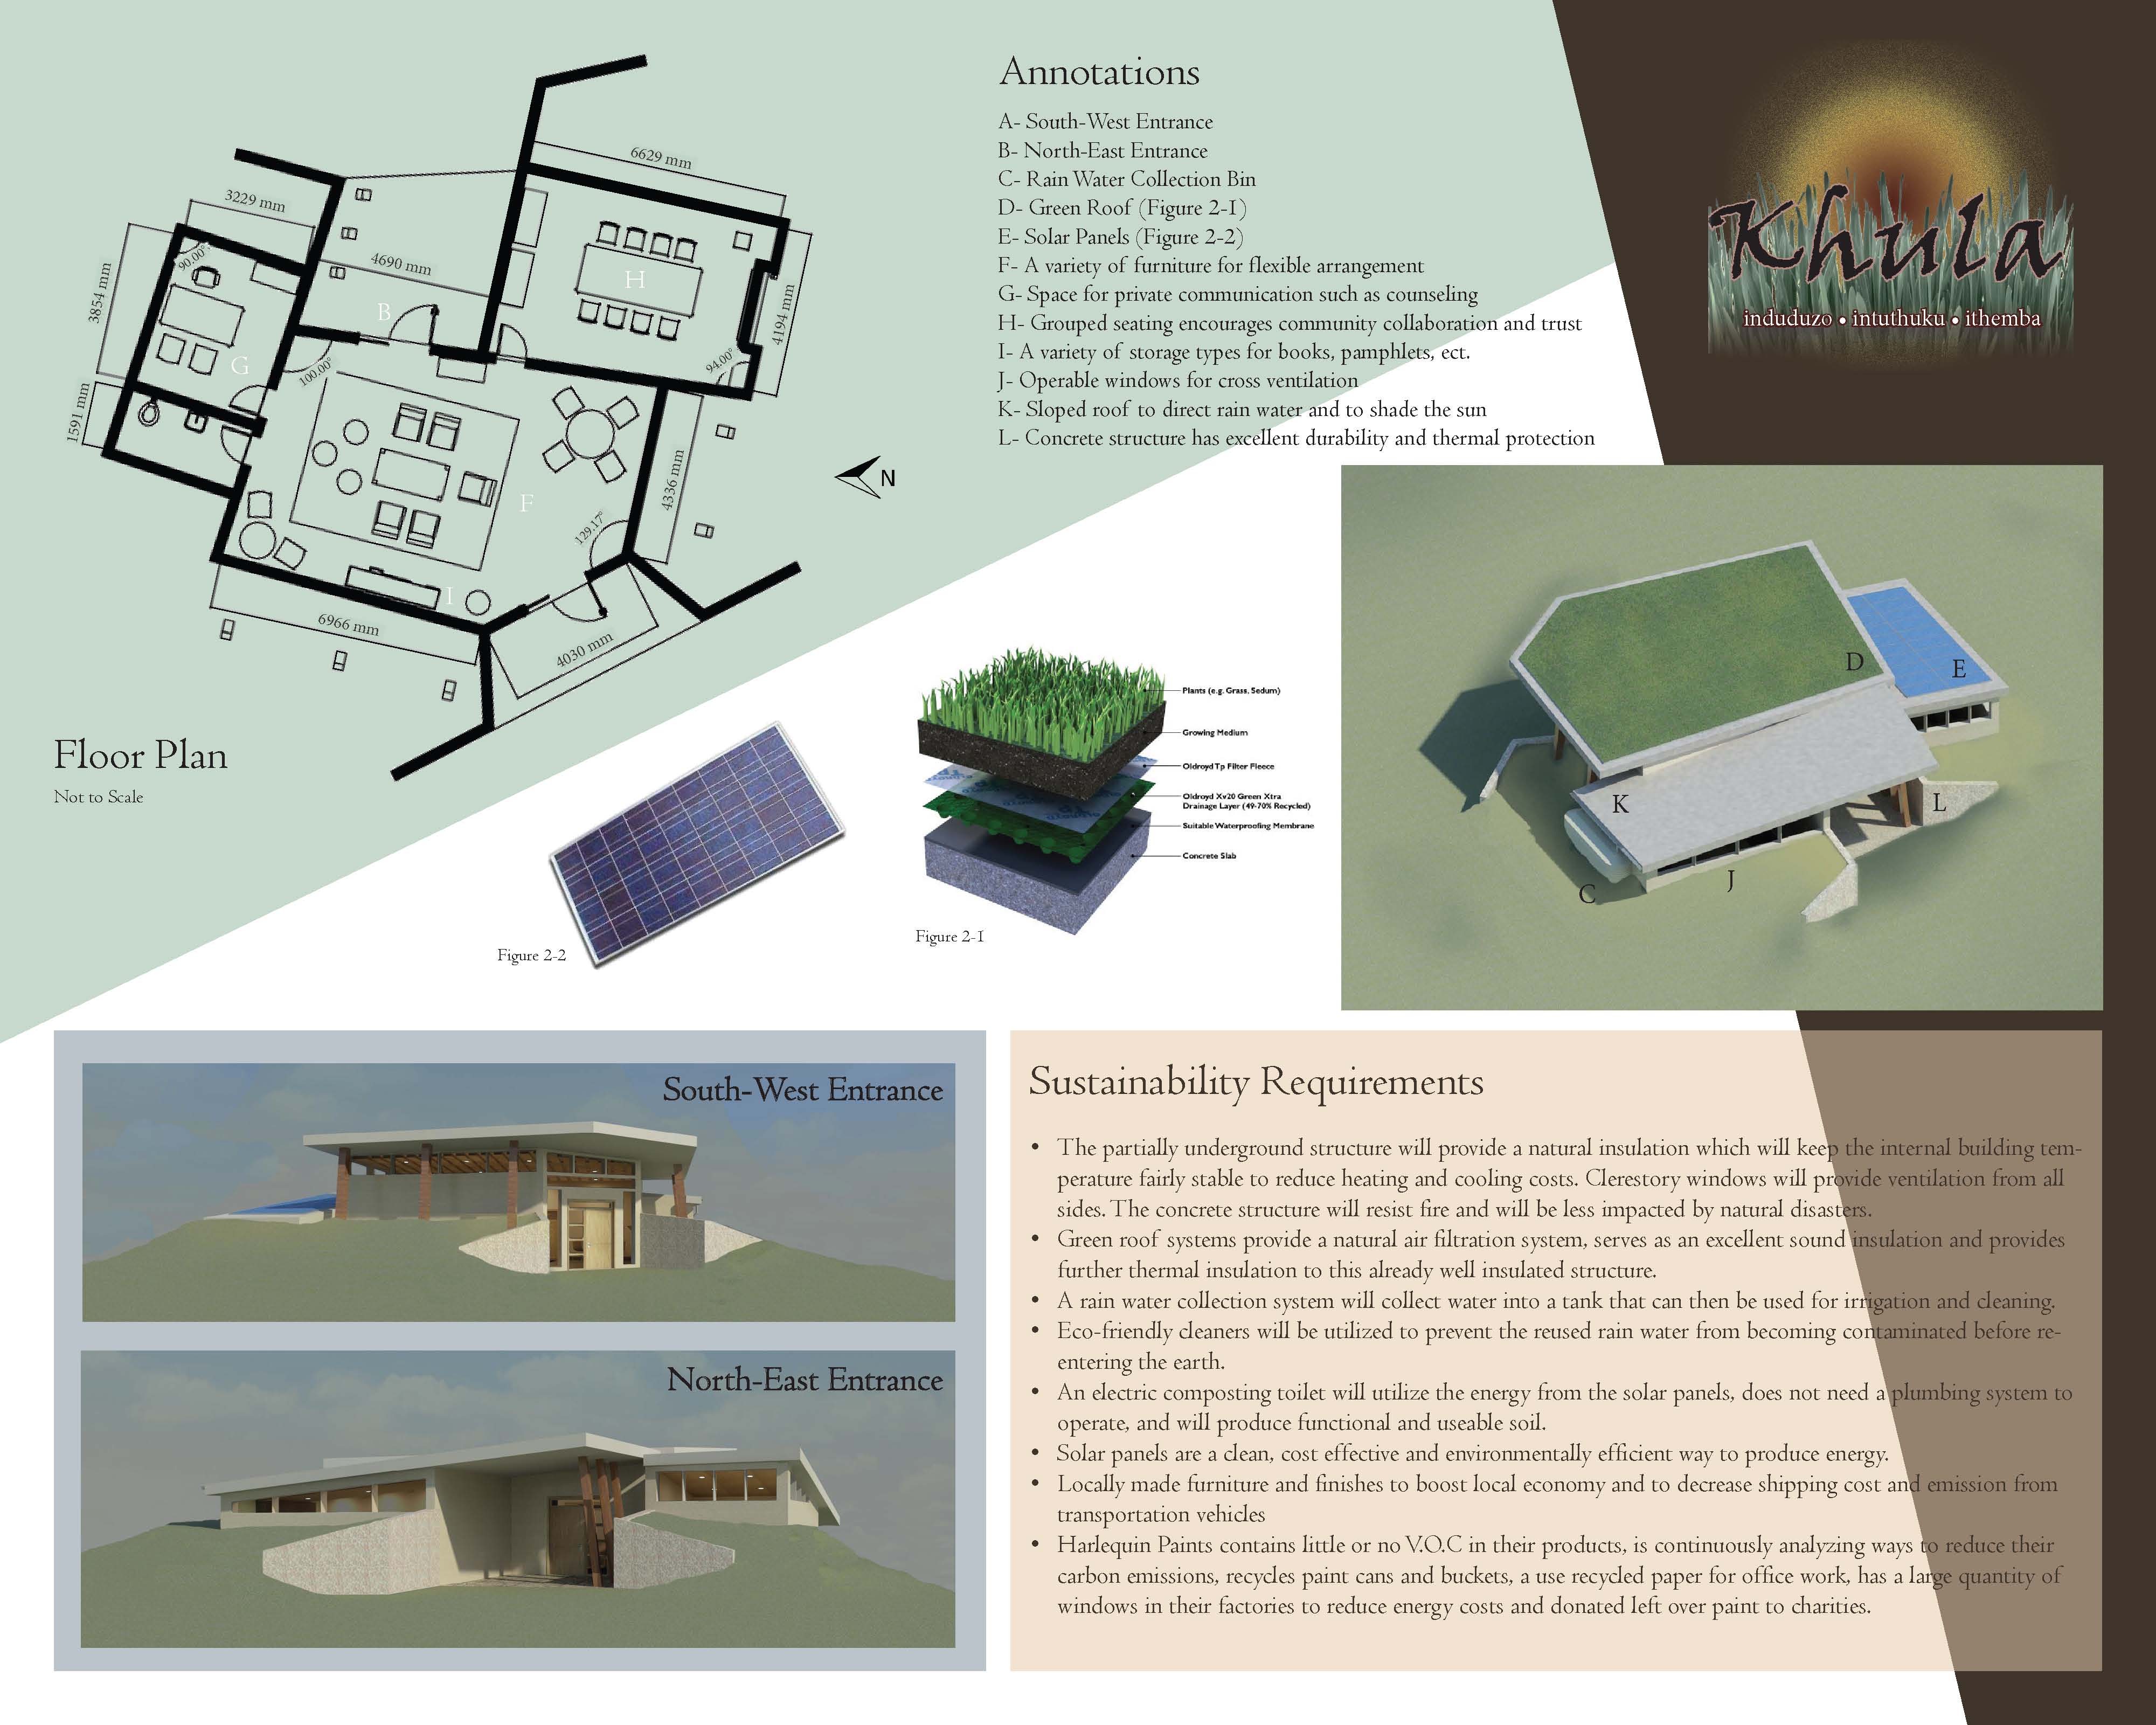 Annotations
A- South-West Entrance
B- North-East Entrance
C- Rain Water Collection Bin
D- Green Roof (Figure 2-1)
E- Solar Panels (Figure 2-2)
F- A variety of furniture for flexible arrangement
G- Space for private communication such as counseling
H- Grouped seating encourages community collaboration and trust
I- A variety of storage types for books, pamphlets, ect.
J- Operable windows for cross ventilation
K- Sloped roof to direct rain water and to shade the sun
L- Concrete structure has excellent durability and thermal protection
Khula
induduzo • intuthuku • ithemba
6629 mm
3229 mm
4690 mm
3854 mm
90.00°
H
B
4194 mm
G
100.00°
94.00°
1591 mm
4336 mm
N
F
129.17°
I
6966 mm
4030 mm
Floor Plan
Not to Scale
Plants (e.g. Grass, Sedum)
Growing Medium
Oldroyd Tp Filter Fleece
Oldroyd Xv20 Green Xtra
Drainage Layer (49-70% Recycled)
Suitable Waterproofing Membrane
Concrete Slab
Figure 2-1
Figure 2-2
D
E
K
L
J
C
South-West Entrance
North-East Entrance
Sustainability Requirements
• The partially underground structure will provide a natural insulation which will keep the internal building tem-
perature fairly stable to reduce heating and cooling costs. Clerestory windows will provide ventilation from all
sides. The concrete structure will resist fire and will be less impacted by natural disasters.
• Green roof systems provide a natural air filtration system, serves as an excellent sound insulation and provides
further thermal insulation to this already well insulated structure.
• A rain water collection system will collect water into a tank that can then be used for irrigation and cleaning.
• Eco-friendly cleaners will be utilized to prevent the reused rain water from becoming contaminated before re-
entering the earth.
• An electric composting toilet will utilize the energy from the solar panels, does not need a plumbing system to
operate, and will produce functional and useable soil.
• Solar panels are a clean, cost effective and environmentally efficient way to produce energy.
• Locally made furniture and finishes to boost local economy and to decrease shipping cost and emission from
transportation vehicles
• Harlequin Paints contains little or no V.O.C in their products, is continuously analyzing ways to reduce their
carbon emissions, recycles paint cans and buckets, a use recycled paper for office work, has a large quantity of
windows in their factories to reduce energy costs and donated left over paint to charities.